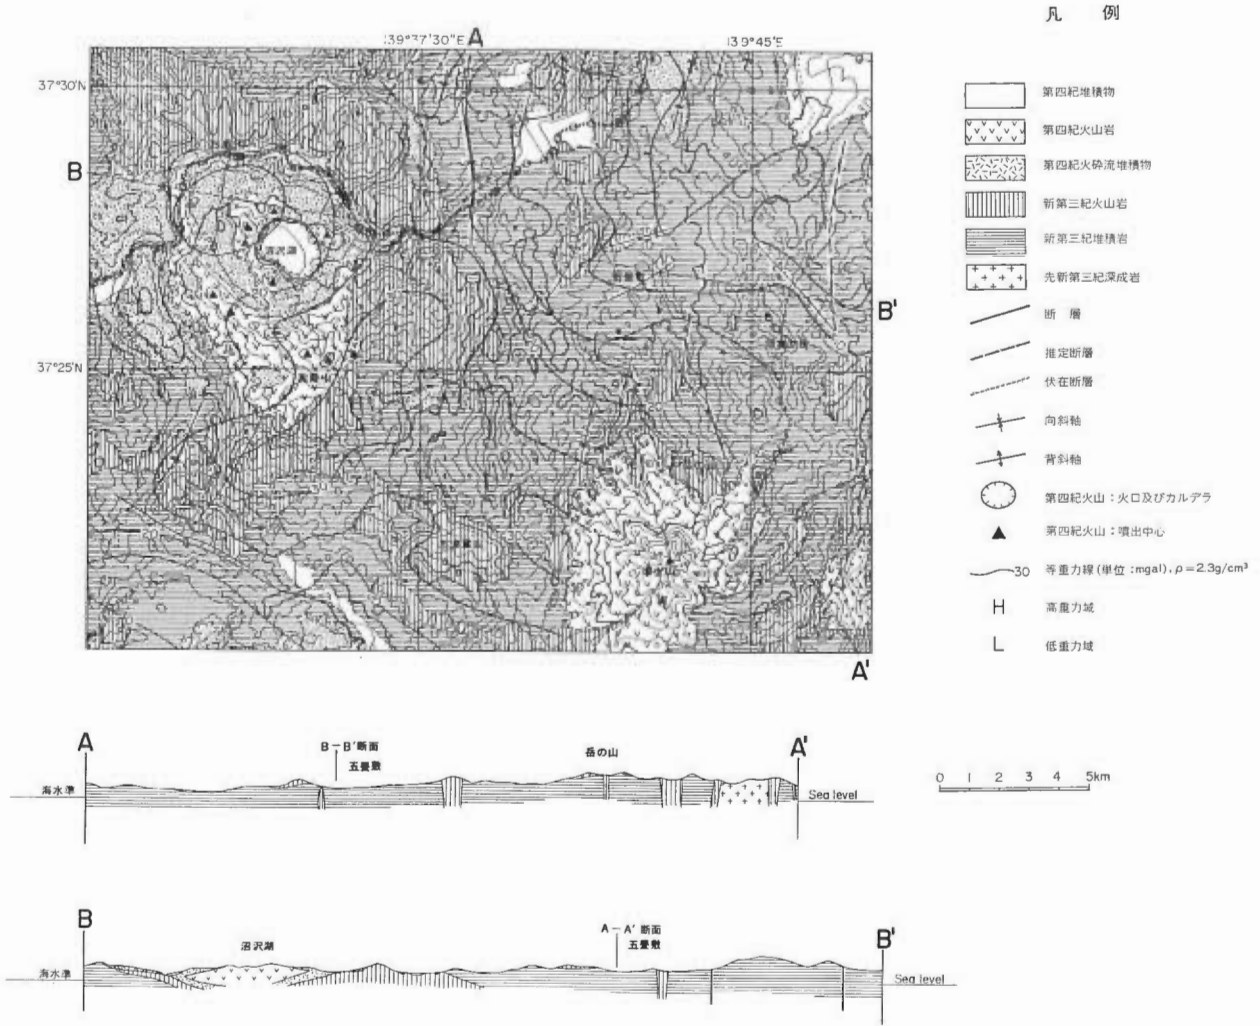 凡 例
139°37'30"E
A
139°45'E
37°30'N
B
沼沢湖
B'
37°25'N
A'
第四紀堆積物
第四紀火山岩
第四紀火砕流堆積物
新第三紀火山岩
新第三紀堆積岩
先新第三紀深成岩
断 層
推定断層
伏在断層
向斜軸
背斜軸
第四紀火山：火口及びカルデラ
第四紀火山：噴出中心
30 等重力線(単位：mgal), ρ=2.3g/cm³
H 高重力域
L 低重力域
A
B-B'断面
五畳敷
岳の山
A'
海水準
Sea level
0 1 2 3 4 5km
B
沼沢湖
A-A'断面
五畳敷
B'
海水準
Sea level